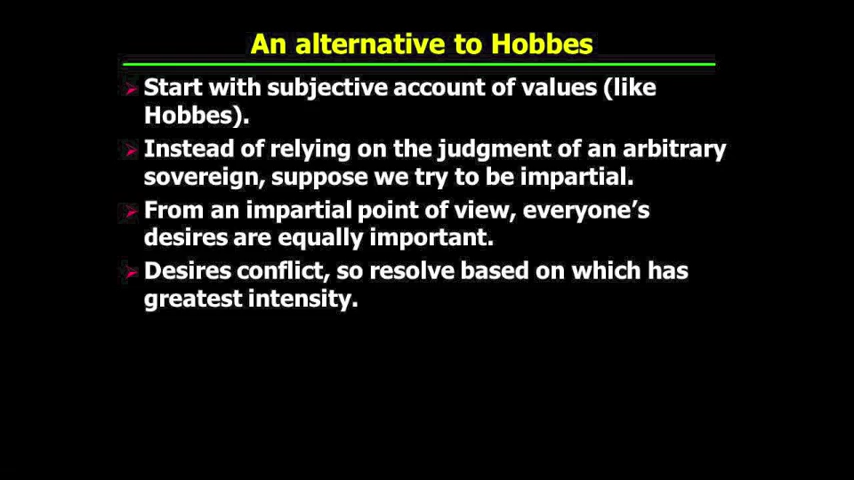 An alternative to Hobbes
Start with subjective account of values (like
Hobbes).
Instead of relying on the judgment of an arbitrary
sovereign, suppose we try to be impartial.
From an impartial point of view, everyone’s
desires are equally important.
Desires conflict, so resolve based on which has
greatest intensity.